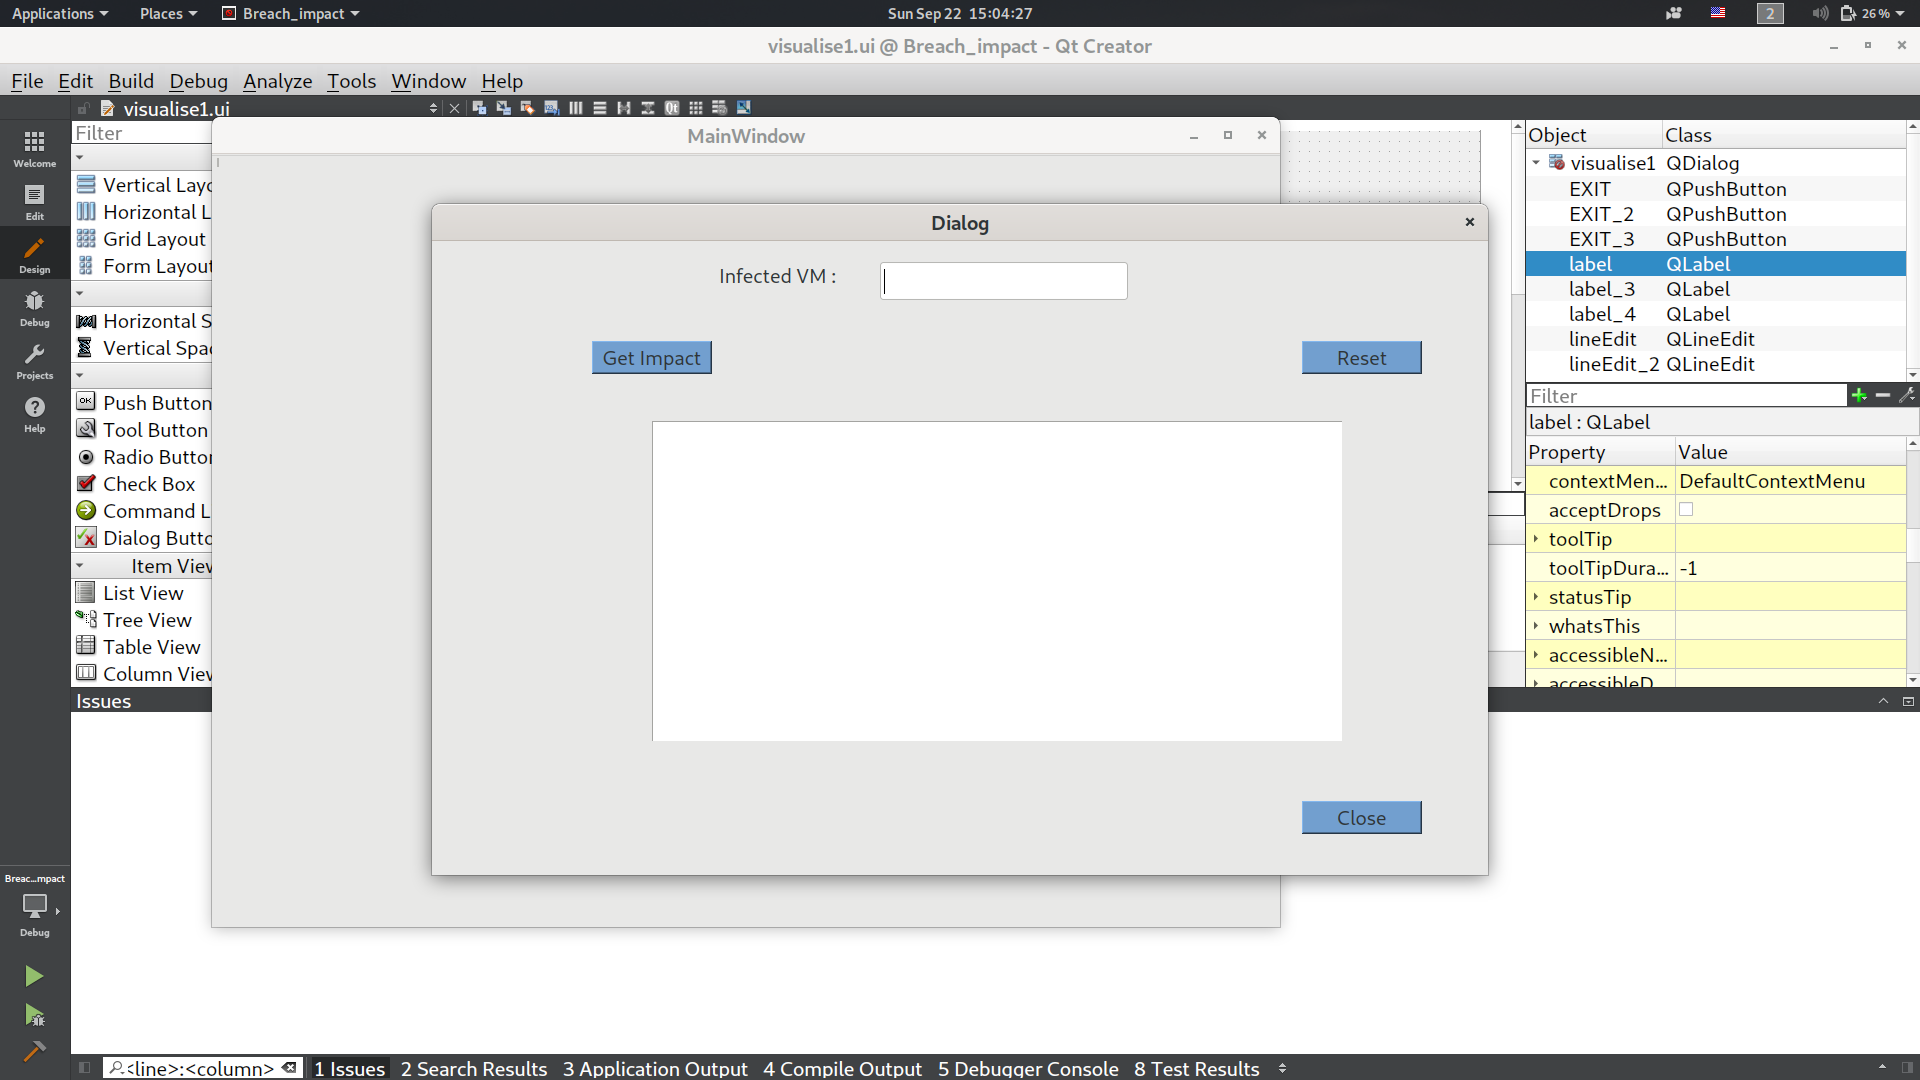 Applications Places Breach_impact Sun Sep 22 15:04:27 2 26 %
visualise1.ui @ Breach_impact - Qt Creator
File Edit Build Debug Analyze Tools Window Help
visualise1.ui
Filter
Welcome
Edit
Design
Debug
Projects
Help
Vertical Layo
Horizontal L
Grid Layout
Form Layout
Horizontal S
Vertical Spa
Push Button
Tool Button
Radio Button
Check Box
Command L
Dialog Butto
Item View
List View
Tree View
Table View
Column View
MainWindow
Dialog
Infected VM :
Get Impact
Reset
Close
Object Class
visualise1 QDialog
EXIT QPushButton
EXIT_2 QPushButton
EXIT_3 QPushButton
label QLabel
label_3 QLabel
label_4 QLabel
lineEdit QLineEdit
lineEdit_2 QLineEdit
Filter
label : QLabel
Property Value
contextMen... DefaultContextMenu
acceptDrops
toolTip
toolTipDura... -1
statusTip
whatsThis
accessibleN...
accessibleD
Issues
Breac...mpact
Debug
<line>:<column> 1 Issues 2 Search Results 3 Application Output 4 Compile Output 5 Debugger Console 8 Test Results